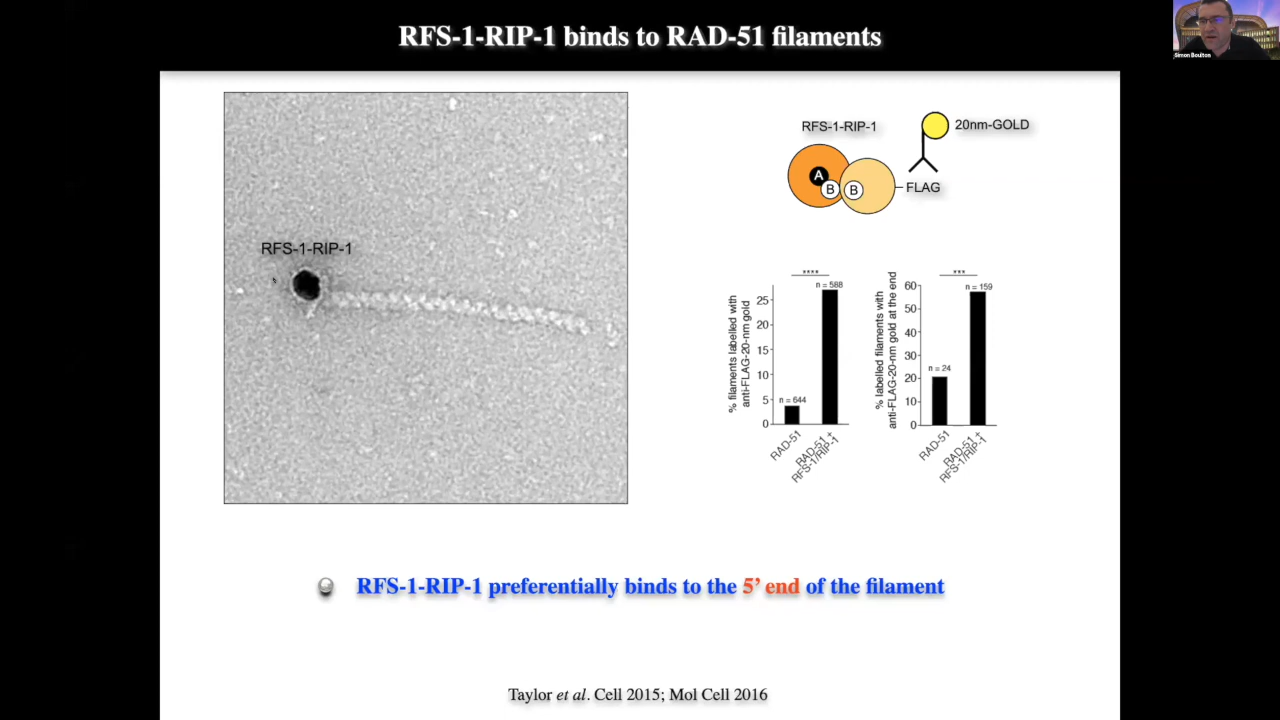 RFS-1-RIP-1 binds to RAD-51 filaments
Simon Boulton
RFS-1-RIP-1
RFS-1-RIP-1
20nm-GOLD
A
B
B
FLAG
% filaments labelled with
anti-FLAG-20-nm gold
25
20
15
10
5
0
****
n = 588
n = 644
RAD-51
RAD-51 +
RFS-1/RIP-1
% labelled filaments with
anti-FLAG-20-nm gold at the end
60
50
40
30
20
10
0
***
n = 159
n = 24
RAD-51
RAD-51 +
RFS-1/RIP-1
RFS-1-RIP-1 preferentially binds to the 5’ end of the filament
Taylor et al. Cell 2015; Mol Cell 2016